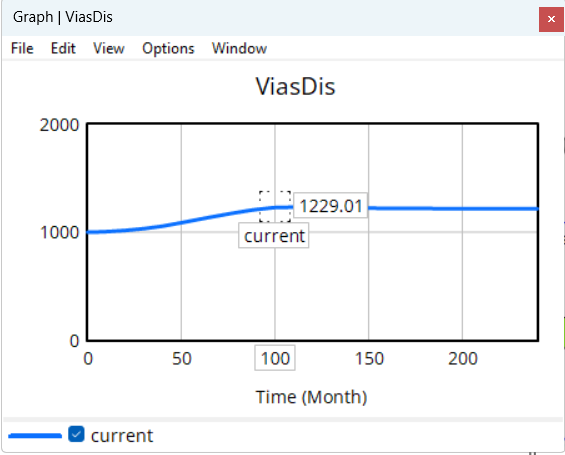 Graph | ViasDis
File Edit View Options Window
ViasDis
2000
1229.01
1000
current
0
0 50 100 150 200
Time (Month)
current